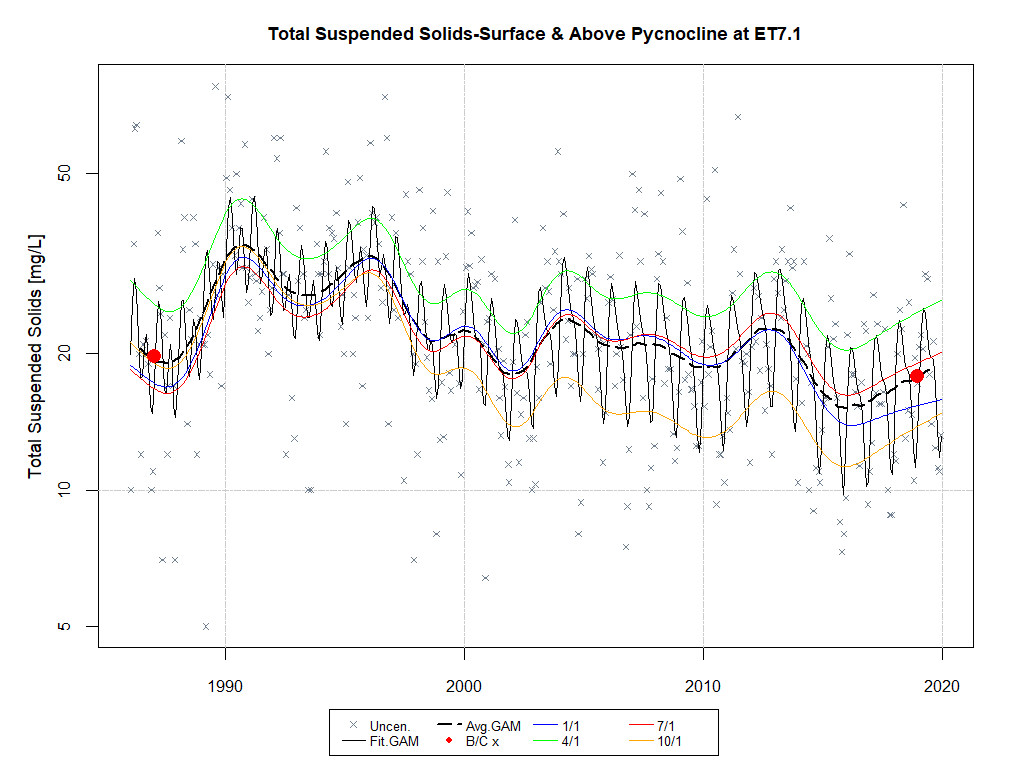 Total Suspended Solids-Surface & Above Pycnocline at ET7.1
Total Suspended Solids [mg/L]
50
20
10
5
1990
2000
2010
2020
Uncen. Avg.GAM 1/1 7/1
Fit.GAM B/C x 4/1 10/1